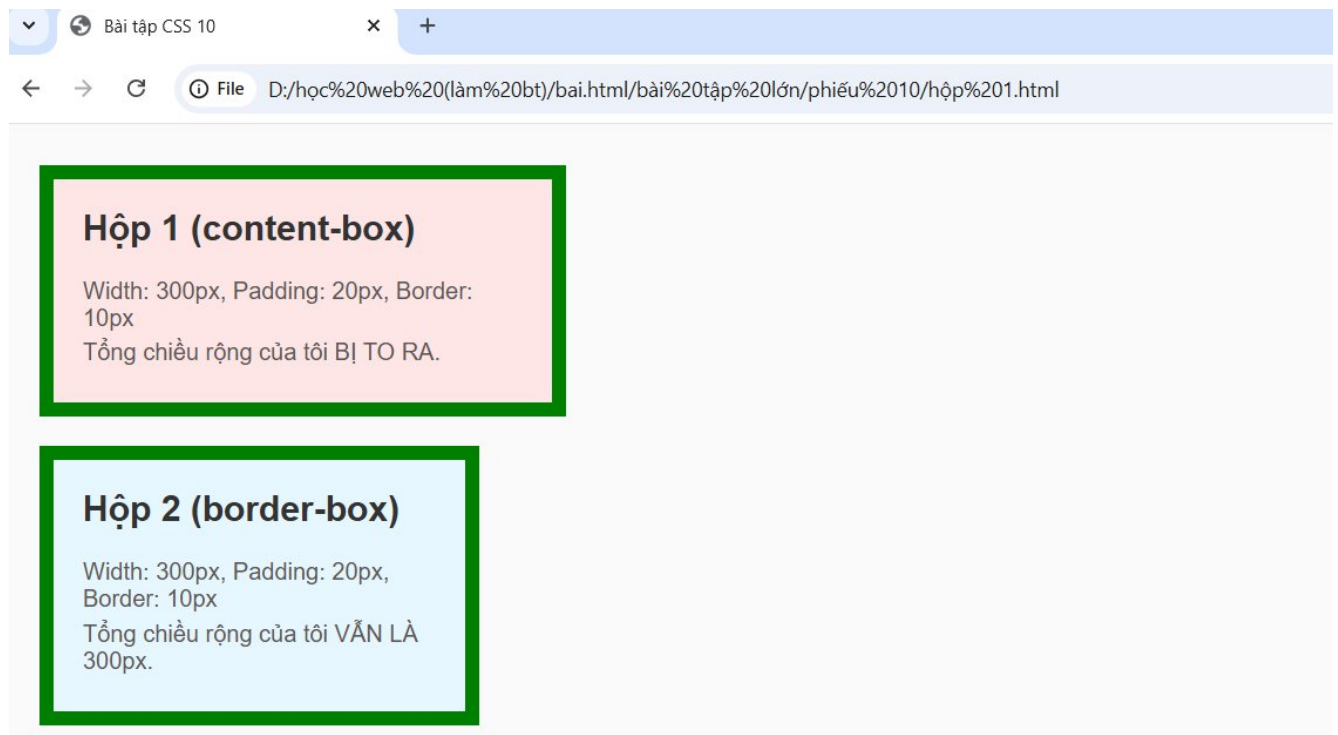 Bài tập CSS 10
File D:/học%20web%20(làm%20bt)/bai.html/bài%20tập%20lớn/phiếu%2010/hộp%201.html
Hộp 1 (content-box)
Width: 300px, Padding: 20px, Border:
10px
Tổng chiều rộng của tôi BỊ TO RA.
Hộp 2 (border-box)
Width: 300px, Padding: 20px,
Border: 10px
Tổng chiều rộng của tôi VẪN LÀ
300px.